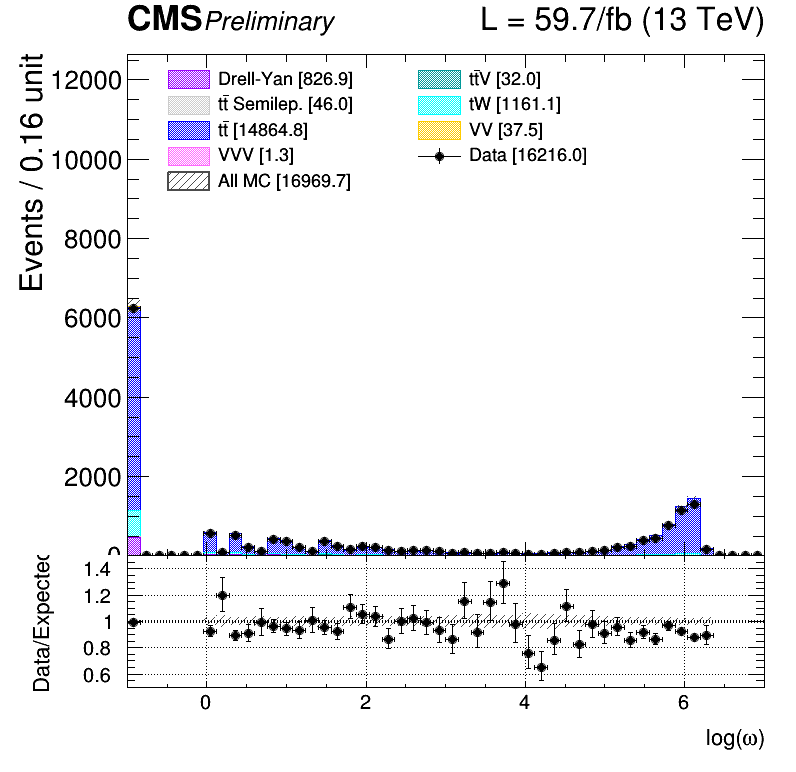 CMS Preliminary L = 59.7/fb (13 TeV)
Events / 0.16 unit
12000
10000
8000
6000
4000
2000
0
Drell-Yan [826.9]
tt̄ Semilep. [46.0]
tt̄ [14864.8]
VVV [1.3]
All MC [16969.7]
tt̄V [32.0]
tW [1161.1]
VV [37.5]
Data [16216.0]
Data/Expected
1.4
1.2
1
0.8
0.6
0 2 4 6
log(ω)